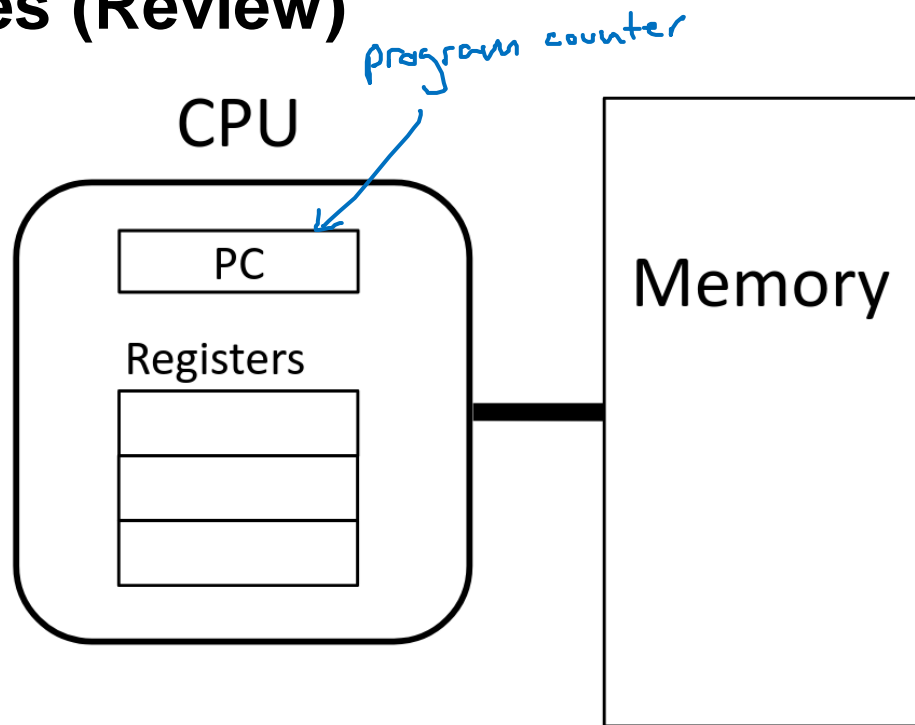 es (Review)
program counter
CPU
PC
Memory
Registers